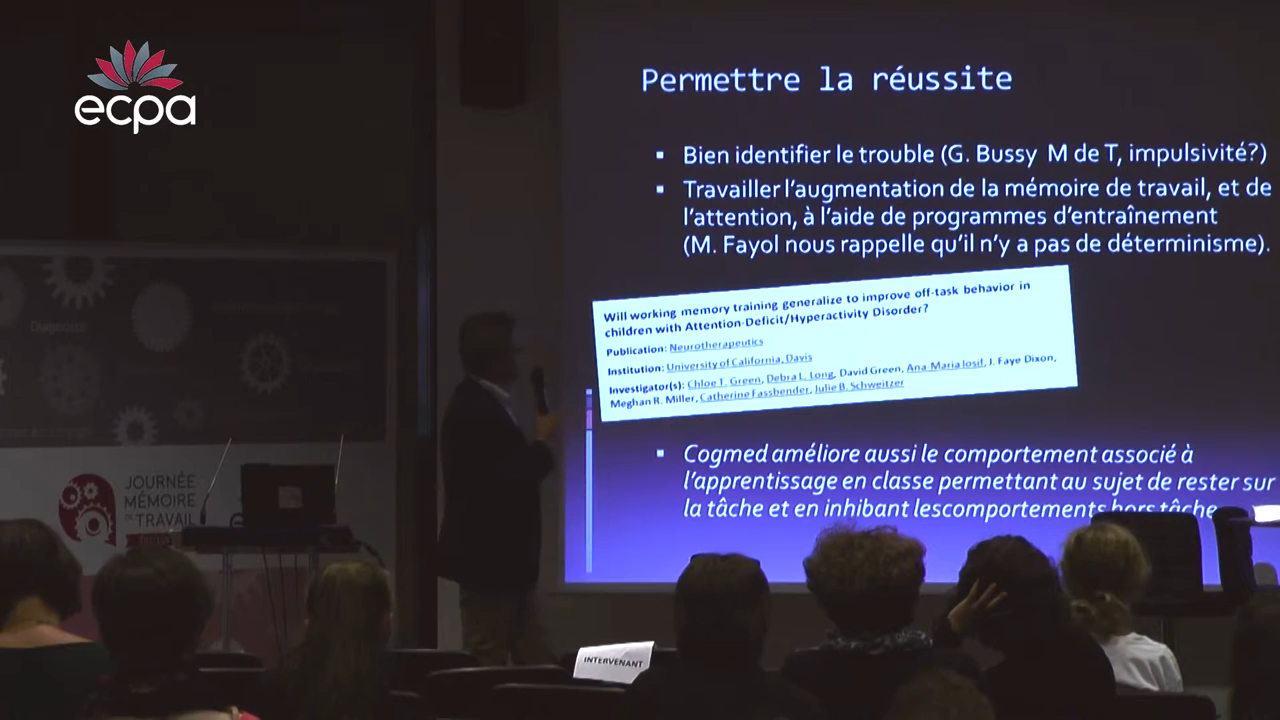 ecpa
Permettre la réussite
Bien identifier le trouble (G. Bussy M de T, impulsivité?)
Travailler l'augmentation de la mémoire de travail, et de
l'attention, à l'aide de programmes d'entraînement
(M. Fayol nous rappelle qu'il n'y a pas de déterminisme).
Will working memory training generalize to improve off-task behavior in
children with Attention-Deficit/Hyperactivity Disorder?
Publication: Neurotherapeutics
Institution: University of California, Davis
Investigator(s): Chloe T. Green, Debra L. Long, David Green, Ana-Maria Iosif, J. Faye Dixon,
Meghan R. Miller, Catherine Fassbender, Julie B. Schweitzer
Cogmed améliore aussi le comportement associé à
l'apprentissage en classe permettant au sujet de rester sur
la tâche et en inhibant lescomportements hors tâche
Diagnostic
JOURNÉE
MÉMOIRE
DE TRAVAIL
INTERVENANT